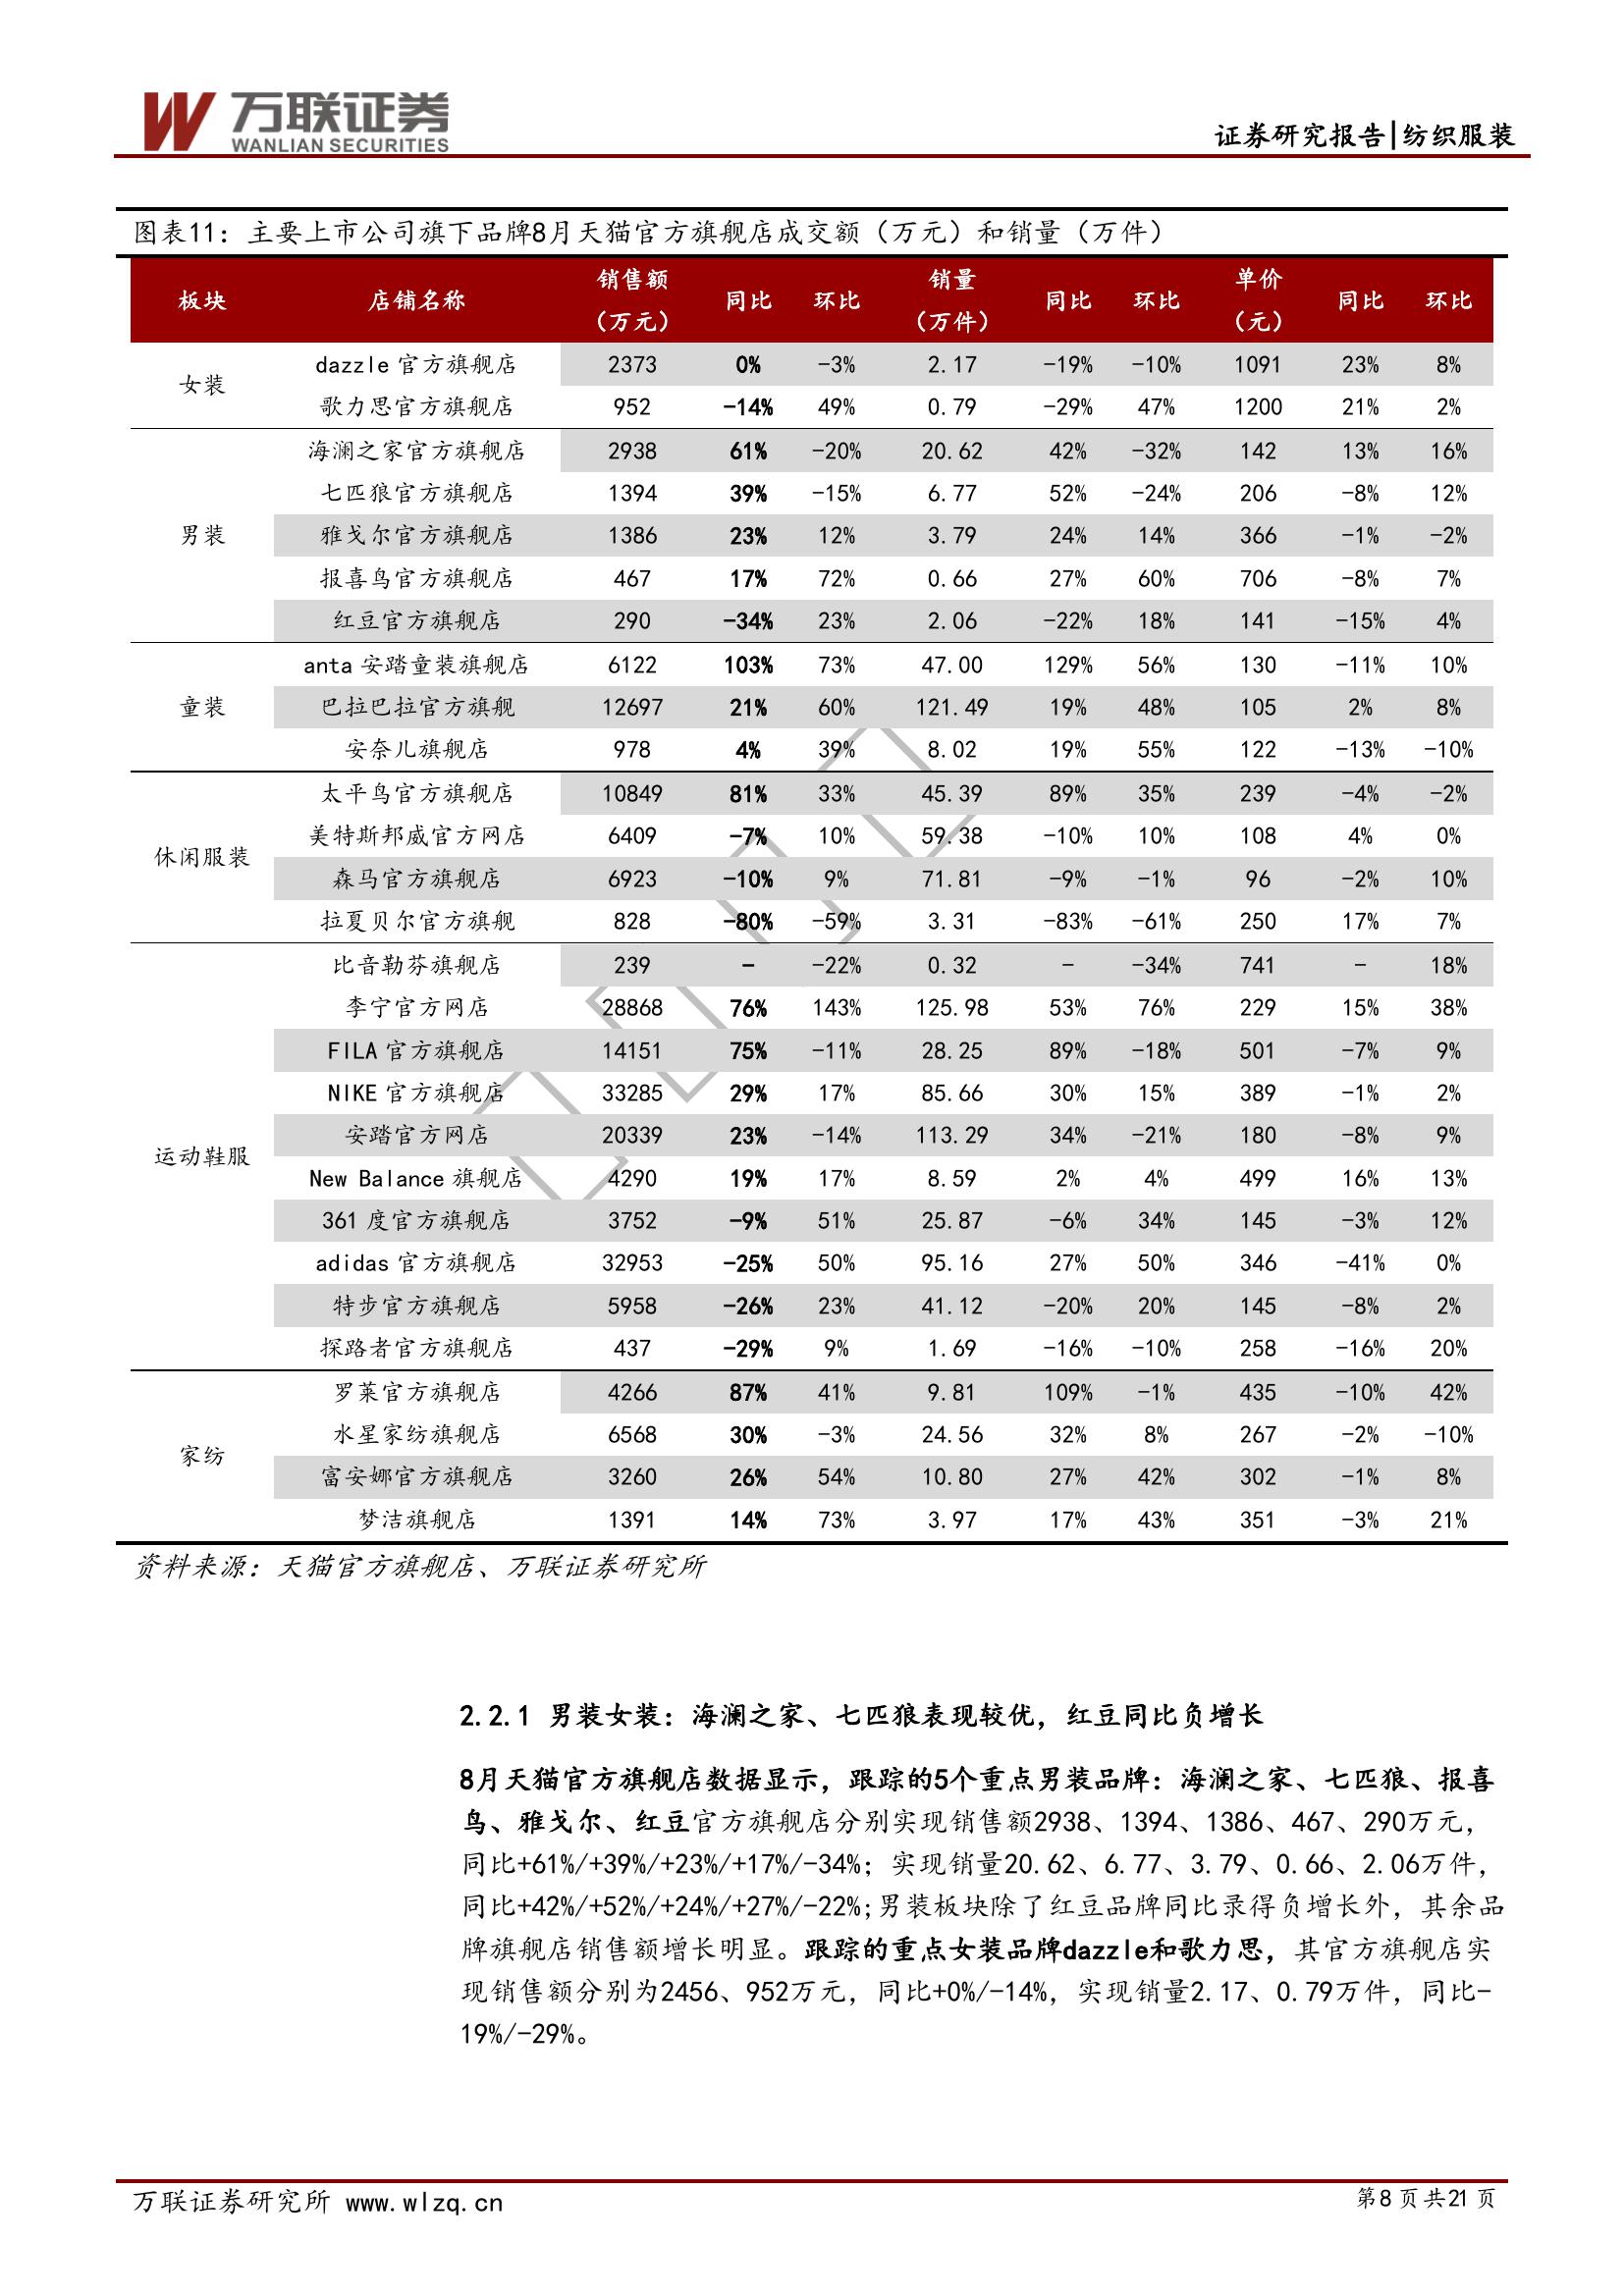 万联证券
WANLIAN SECURITIES
证券研究报告|纺织服装
图表11：主要上市公司旗下品牌8月天猫官方旗舰店成交额（万元）和销量（万件）
板块 店铺名称 销售额（万元） 同比 环比 销量（万件） 同比 环比 单价（元） 同比 环比
女装 dazzle 官方旗舰店 2373 0% -3% 2.17 -19% -10% 1091 23% 8%
歌力思官方旗舰店 952 -14% 49% 0.79 -29% 47% 1200 21% 2%
男装 海澜之家官方旗舰店 2938 61% -20% 20.62 42% -32% 142 13% 16%
七匹狼官方旗舰店 1394 39% -15% 6.77 52% -24% 206 -8% 12%
雅戈尔官方旗舰店 1386 23% 12% 3.79 24% 14% 366 -1% -2%
报喜鸟官方旗舰店 467 17% 72% 0.66 27% 60% 706 -8% 7%
红豆官方旗舰店 290 -34% 23% 2.06 -22% 18% 141 -15% 4%
童装 anta 安踏童装旗舰店 6122 103% 73% 47.00 129% 56% 130 -11% 10%
巴拉巴拉官方旗舰 12697 21% 60% 121.49 19% 48% 105 2% 8%
安奈儿旗舰店 978 4% 39% 8.02 19% 55% 122 -13% -10%
休闲服装 太平鸟官方旗舰店 10849 81% 33% 45.39 89% 35% 239 -4% -2%
美特斯邦威官方网店 6409 -7% 10% 59.38 -10% 10% 108 4% 0%
森马官方旗舰店 6923 -10% 9% 71.81 -9% -1% 96 -2% 10%
拉夏贝尔官方旗舰 828 -80% -59% 3.31 -83% -61% 250 17% 7%
运动鞋服 比音勒芬旗舰店 239 - -22% 0.32 - -34% 741 - 18%
李宁官方网店 28868 76% 143% 125.98 53% 76% 229 15% 38%
FILA 官方旗舰店 14151 75% -11% 28.25 89% -18% 501 -7% 9%
NIKE 官方旗舰店 33285 29% 17% 85.66 30% 15% 389 -1% 2%
安踏官方网店 20339 23% -14% 113.29 34% -21% 180 -8% 9%
New Balance 旗舰店 4290 19% 17% 8.59 2% 4% 499 16% 13%
361 度官方旗舰店 3752 -9% 51% 25.87 -6% 34% 145 -3% 12%
adidas 官方旗舰店 32953 -25% 50% 95.16 27% 50% 346 -41% 0%
特步官方旗舰店 5958 -26% 23% 41.12 -20% 20% 145 -8% 2%
探路者官方旗舰店 437 -29% 9% 1.69 -16% -10% 258 -16% 20%
家纺 罗莱官方旗舰店 4266 87% 41% 9.81 109% -1% 435 -10% 42%
水星家纺旗舰店 6568 30% -3% 24.56 32% 8% 267 -2% -10%
富安娜官方旗舰店 3260 26% 54% 10.80 27% 42% 302 -1% 8%
梦洁旗舰店 1391 14% 73% 3.97 17% 43% 351 -3% 21%
资料来源：天猫官方旗舰店、万联证券研究所
2.2.1 男装女装：海澜之家、七匹狼表现较优，红豆同比负增长
8月天猫官方旗舰店数据显示，跟踪的5个重点男装品牌：海澜之家、七匹狼、报喜
鸟、雅戈尔、红豆官方旗舰店分别实现销售额2938、1394、1386、467、290万元，
同比+61%/+39%/+23%/+17%/-34%；实现销量20.62、6.77、3.79、0.66、2.06万件，
同比+42%/+52%/+24%/+27%/-22%;男装板块除了红豆品牌同比录得负增长外，其余品
牌旗舰店销售额增长明显。跟踪的重点女装品牌dazzle和歌力思，其官方旗舰店实
现销售额分别为2456、952万元，同比+0%/-14%，实现销量2.17、0.79万件，同比-
19%/-29%。
万联证券研究所 www.wlzq.cn
第8页共21页